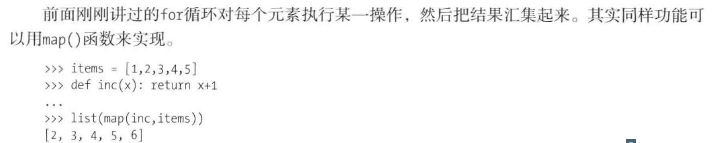 前面刚刚讲过的for循环对每个元素执行某一操作，然后把结果汇集起来。其实同样功能可
以用map()函数来实现。
>>> items = [1,2,3,4,5]
>>> def inc(x): return x+1
...
>>> list(map(inc,items))
[2, 3, 4, 5, 6]